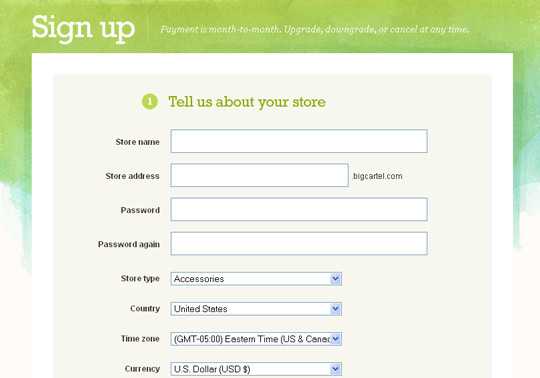 Sign up
Payment is month-to-month. Upgrade, downgrade, or cancel at any time.
1 Tell us about your store
Store name
Store address .bigcartel.com
Password
Password again
Store type Accessories
Country United States
Time zone (GMT-05:00) Eastern Time (US & Canac
Currency U.S. Dollar (USD $)